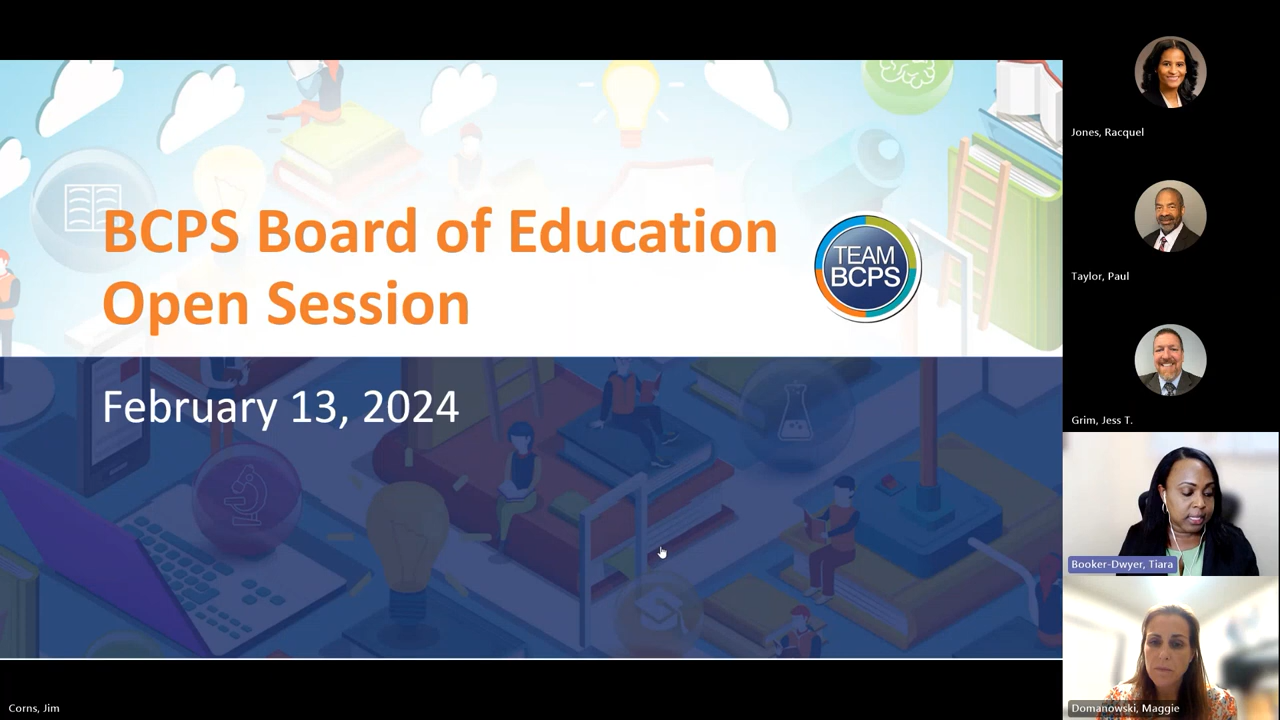 BCPS Board of Education
Open Session
TEAM
BCPS
February 13, 2024
Jones, Racquel
Taylor, Paul
Grim, Jess T.
Booker-Dwyer, Tiara
Domanowski, Maggie
Corns, Jim